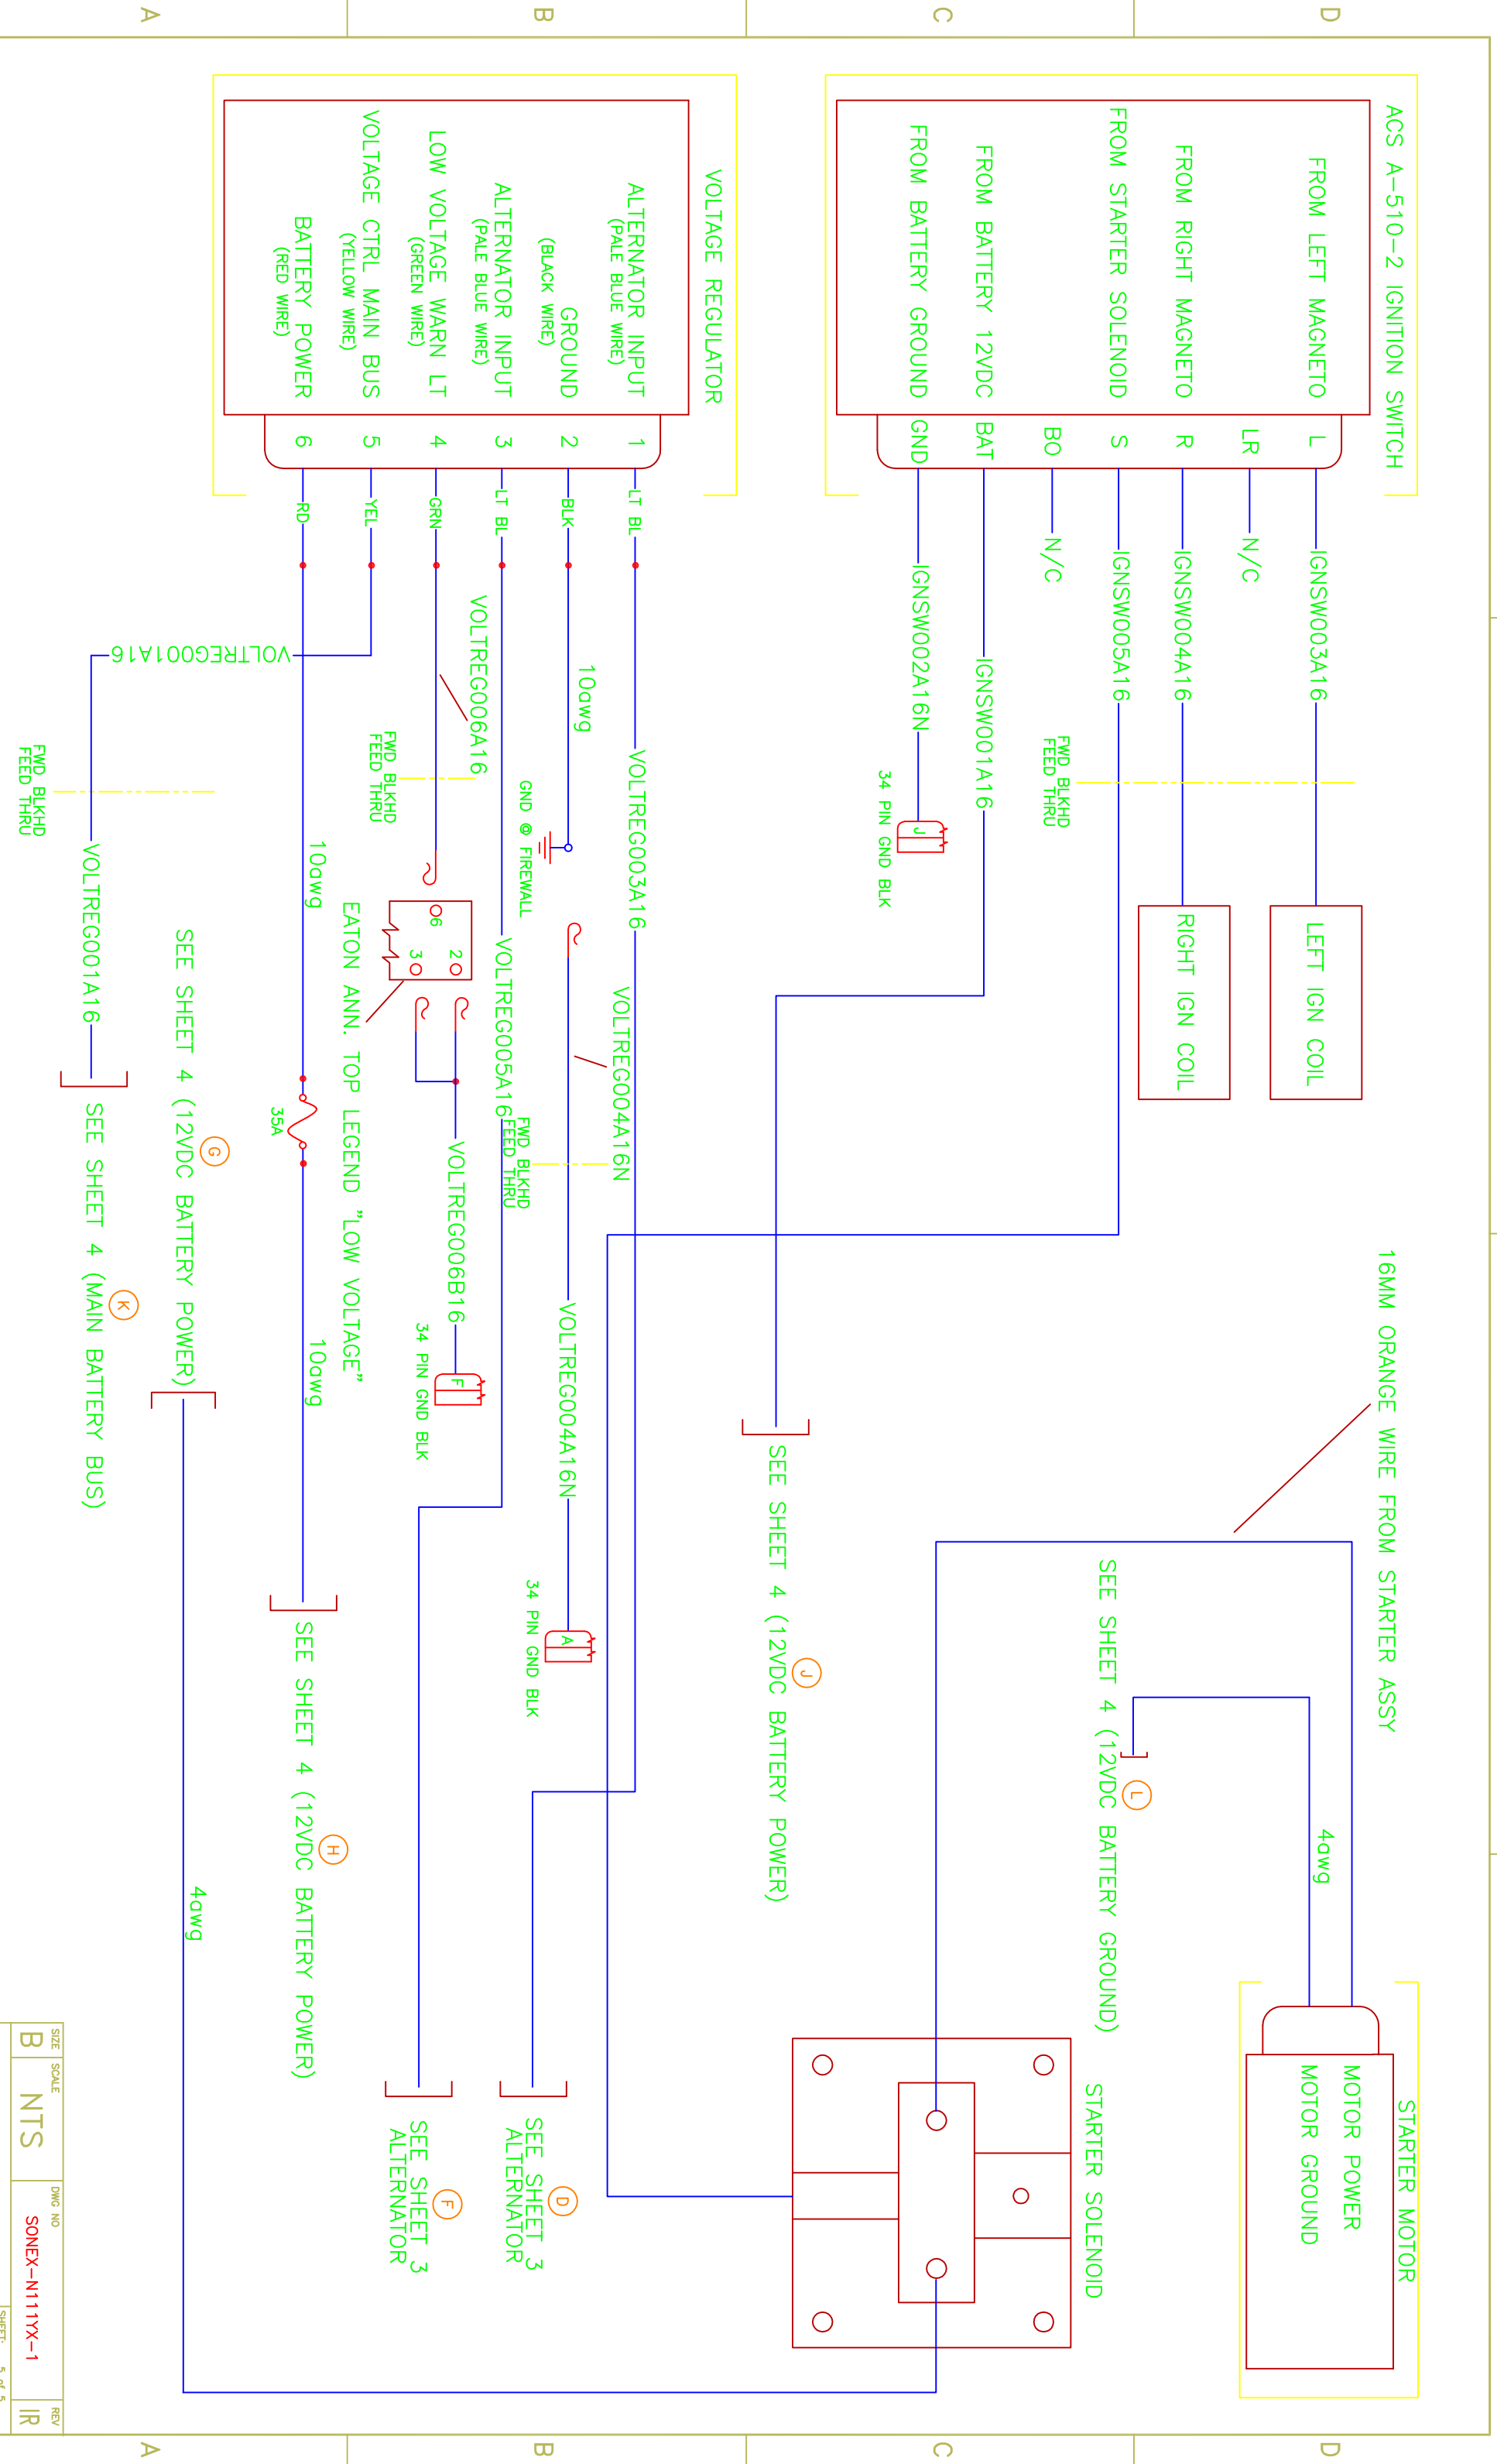 D
C
B
A
ACS A-510-2 IGNITION SWITCH
FROM LEFT MAGNETO
L
IGNSW003A16
LEFT IGN COIL
LR
N/C
FROM RIGHT MAGNETO
R
IGNSW004A16
RIGHT IGN COIL
FROM STARTER SOLENOID
S
IGNSW005A16
BO
N/C
FWD BLKHD
FEED THRU
FROM BATTERY 12VDC
BAT
IGNSW001A16
SEE SHEET 4 (12VDC BATTERY POWER)
J
FROM BATTERY GROUND
GND
IGNSW002A16N
J
34 PIN GND BLK
16MM ORANGE WIRE FROM STARTER ASSY
4awg
STARTER MOTOR
MOTOR POWER
MOTOR GROUND
L
SEE SHEET 4 (12VDC BATTERY GROUND)
STARTER SOLENOID
VOLTAGE REGULATOR
ALTERNATOR INPUT
(PALE BLUE WIRE)
1
LT BL
VOLTREG003A16
GROUND
(BLACK WIRE)
2
BLK
10awg
GND @ FIREWALL
VOLTREG004A16N
VOLTREG004A16N
FWD BLKHD
FEED THRU
A
34 PIN GND BLK
D
SEE SHEET 3
ALTERNATOR
ALTERNATOR INPUT
(PALE BLUE WIRE)
3
LT BL
VOLTREG005A16
F
SEE SHEET 3
ALTERNATOR
LOW VOLTAGE WARN LT
(GREEN WIRE)
4
GRN
VOLTREG006A16
FWD BLKHD
FEED THRU
6
2
3
VOLTREG006B16
F
34 PIN GND BLK
EATON ANN. TOP LEGEND "LOW VOLTAGE"
VOLTAGE CTRL MAIN BUS
(YELLOW WIRE)
5
YEL
VOLTREG001A16
BATTERY POWER
(RED WIRE)
6
RD
10awg
35A
10awg
H
SEE SHEET 4 (12VDC BATTERY POWER)
G
SEE SHEET 4 (12VDC BATTERY POWER)
4awg
FWD BLKHD
FEED THRU
VOLTREG001A16
K
SEE SHEET 4 (MAIN BATTERY BUS)
SIZE
B
SCALE
NTS
DWG NO
SONEX-N111YX-1
REV
IR
SHEET:
5 of 5
D
C
B
A